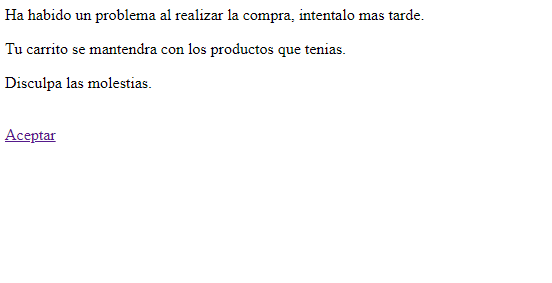 Ha habido un problema al realizar la compra, intentalo mas tarde.
Tu carrito se mantendra con los productos que tenias.
Disculpa las molestias.
Aceptar